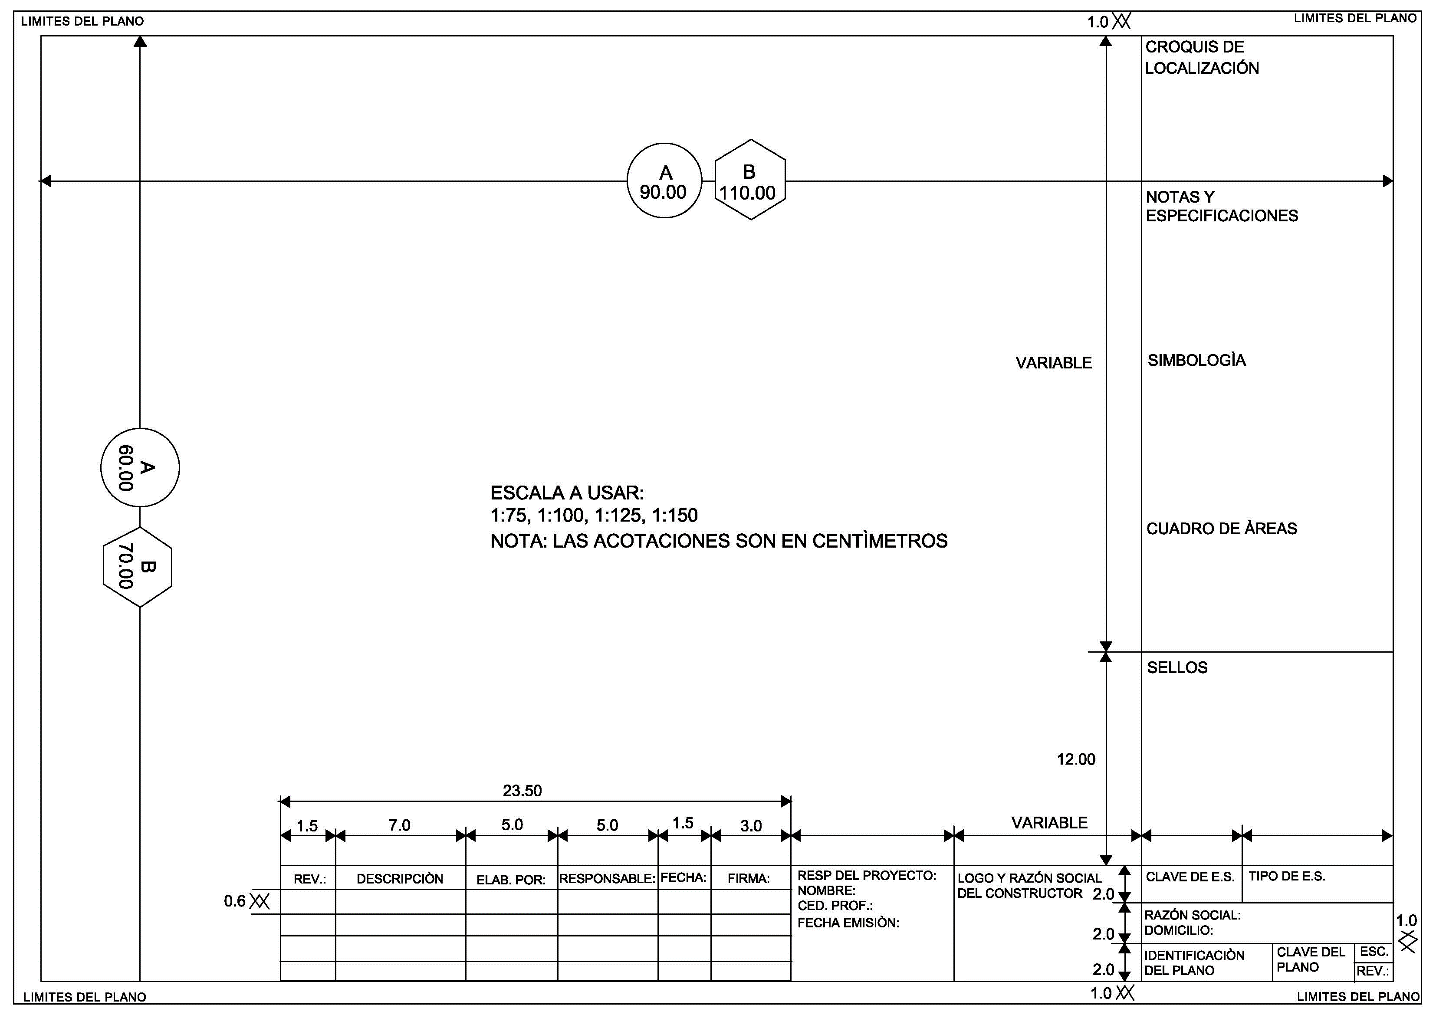 LIMITES DEL PLANO
1.0
LIMITES DEL PLANO
CROQUIS DE
LOCALIZACIÓN
A
90.00
B
110.00
NOTAS Y
ESPECIFICACIONES
VARIABLE
SIMBOLOGÌA
A
60.00
B
70.00
ESCALA A USAR:
1:75, 1:100, 1:125, 1:150
NOTA: LAS ACOTACIONES SON EN CENTÌMETROS
CUADRO DE ÀREAS
SELLOS
12.00
23.50
1.5
7.0
5.0
5.0
1.5
3.0
VARIABLE
REV.:
DESCRIPCIÒN
ELAB. POR:
RESPONSABLE:
FECHA:
FIRMA:
0.6
RESP DEL PROYECTO:
NOMBRE:
CED. PROF.:
FECHA EMISIÒN:
LOGO Y RAZÓN SOCIAL
DEL CONSTRUCTOR
2.0
CLAVE DE E.S.
TIPO DE E.S.
2.0
RAZÓN SOCIAL:
DOMICILIO:
1.0
2.0
IDENTIFICACIÒN
DEL PLANO
CLAVE DEL
PLANO
ESC.
REV.:
LIMITES DEL PLANO
1.0
LIMITES DEL PLANO